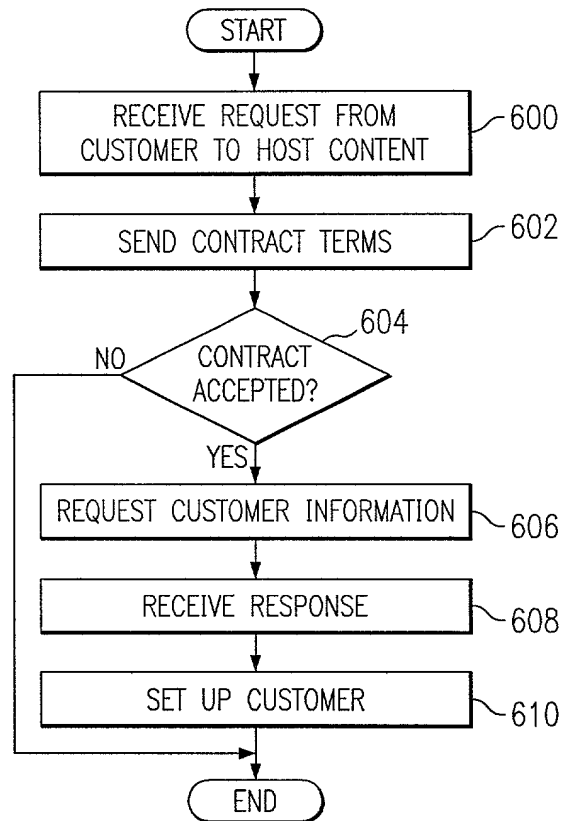 START
RECEIVE REQUEST FROM
CUSTOMER TO HOST CONTENT
600
SEND CONTRACT TERMS
602
604
NO
CONTRACT
ACCEPTED?
YES
REQUEST CUSTOMER INFORMATION
606
RECEIVE RESPONSE
608
SET UP CUSTOMER
610
END